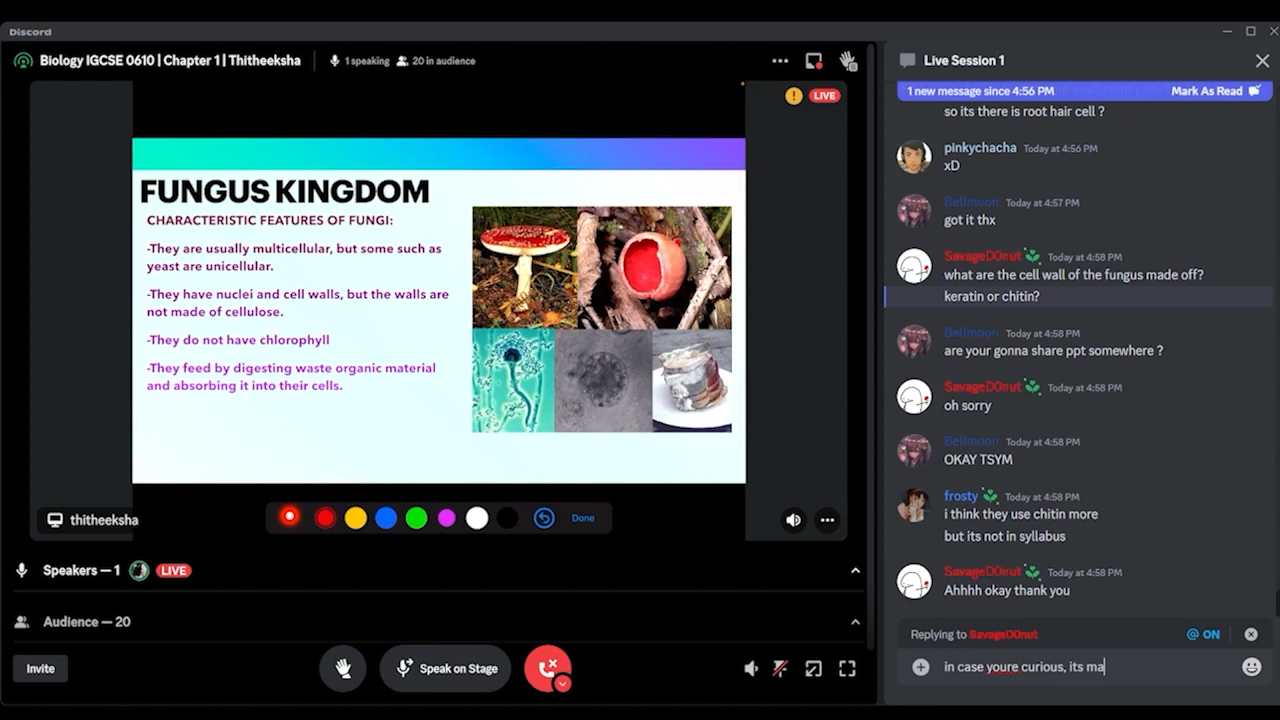 Discord
Biology IGCSE 0610 | Chapter 1 | Thitheeksha
1 speaking
20 in audience
LIVE
FUNGUS KINGDOM
CHARACTERISTIC FEATURES OF FUNGI:
-They are usually multicellular, but some such as
yeast are unicellular.
-They have nuclei and cell walls, but the walls are
not made of cellulose.
-They do not have chlorophyll
-They feed by digesting waste organic material
and absorbing it into their cells.
thitheeksha
Done
Speakers — 1
LIVE
Audience — 20
Invite
Speak on Stage
Live Session 1
1 new message since 4:56 PM
Mark As Read
so its there is root hair cell ?
pinkychacha Today at 4:56 PM
xD
Bellmoon Today at 4:57 PM
got it thx
SavageD0nut Today at 4:58 PM
what are the cell wall of the fungus made off?
keratin or chitin?
Bellmoon Today at 4:58 PM
are your gonna share ppt somewhere ?
SavageD0nut Today at 4:58 PM
oh sorry
Bellmoon Today at 4:58 PM
OKAY TSYM
frosty Today at 4:58 PM
i think they use chitin more
but its not in syllabus
SavageD0nut Today at 4:58 PM
Ahhhh okay thank you
Replying to SavageD0nut
@ ON
in case youre curious, its ma